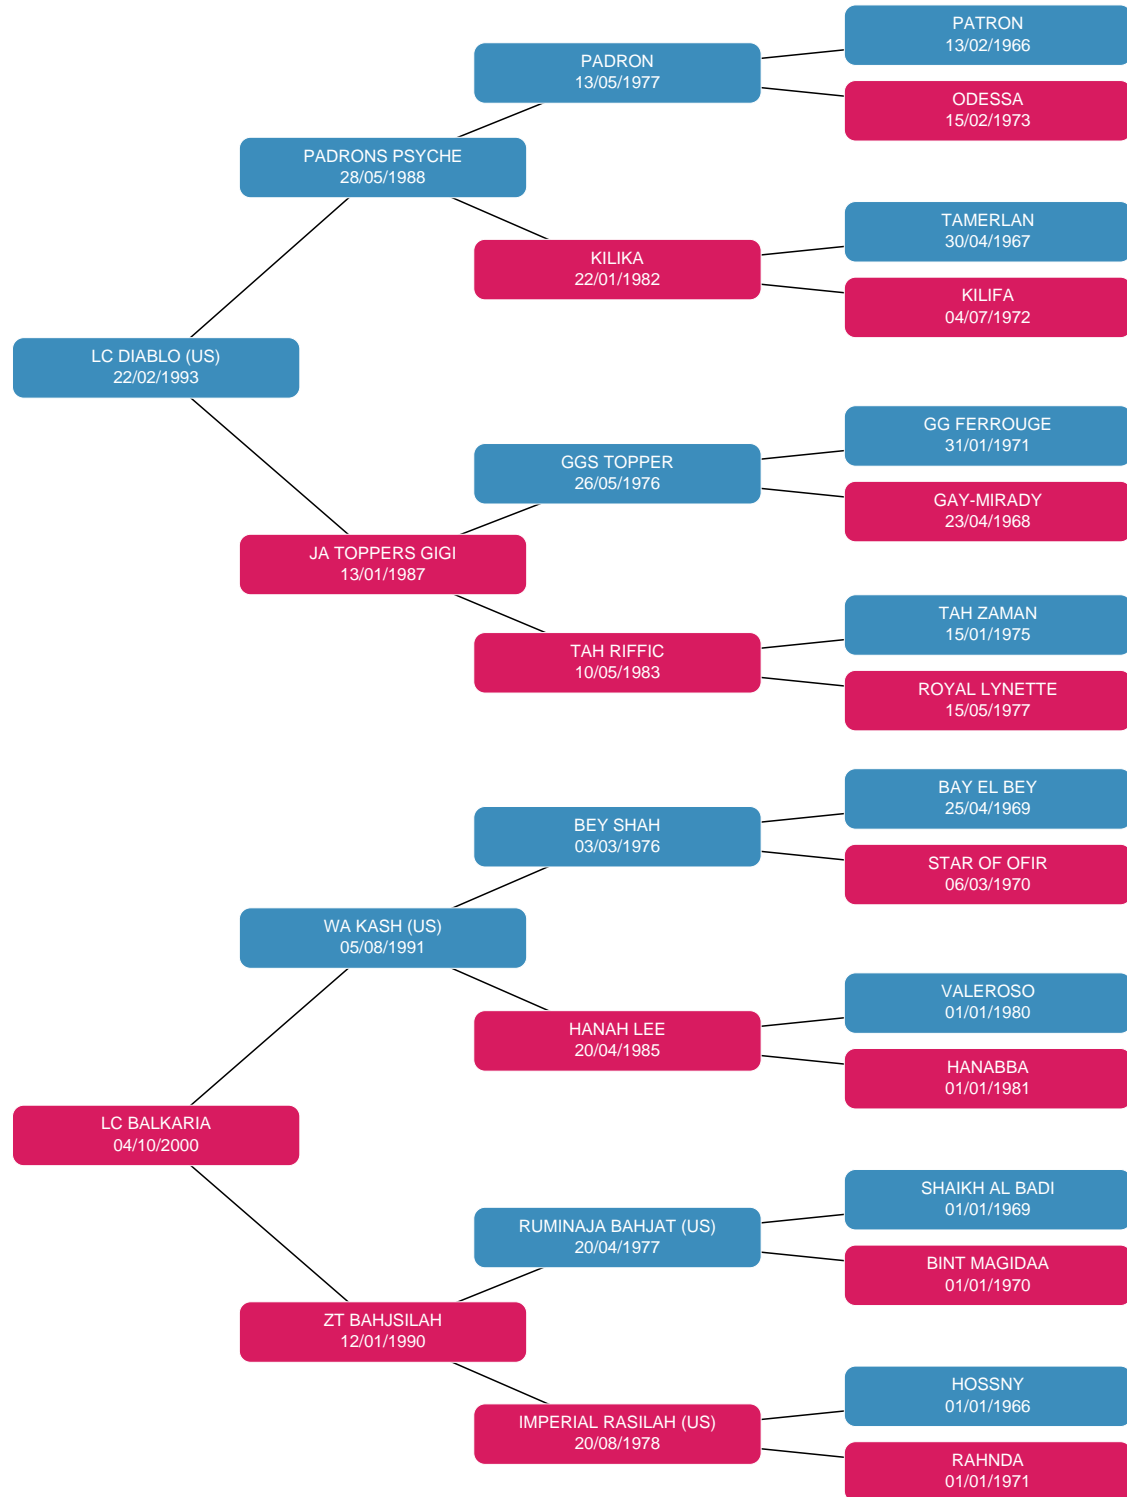 PATRON
13/02/1966
PADRON
13/05/1977
ODESSA
15/02/1973
PADRONS PSYCHE
28/05/1988
TAMERLAN
30/04/1967
KILIKA
22/01/1982
KILIFA
04/07/1972
LC DIABLO (US)
22/02/1993
GG FERROUGE
31/01/1971
GGS TOPPER
26/05/1976
GAY-MIRADY
23/04/1968
JA TOPPERS GIGI
13/01/1987
TAH ZAMAN
15/01/1975
TAH RIFFIC
10/05/1983
ROYAL LYNETTE
15/05/1977
BAY EL BEY
25/04/1969
BEY SHAH
03/03/1976
STAR OF OFIR
06/03/1970
WA KASH (US)
05/08/1991
VALEROSO
01/01/1980
HANAH LEE
20/04/1985
HANABBA
01/01/1981
LC BALKARIA
04/10/2000
SHAIKH AL BADI
01/01/1969
RUMINAJA BAHJAT (US)
20/04/1977
BINT MAGIDAA
01/01/1970
ZT BAHJSILAH
12/01/1990
HOSSNY
01/01/1966
IMPERIAL RASILAH (US)
20/08/1978
RAHNDA
01/01/1971